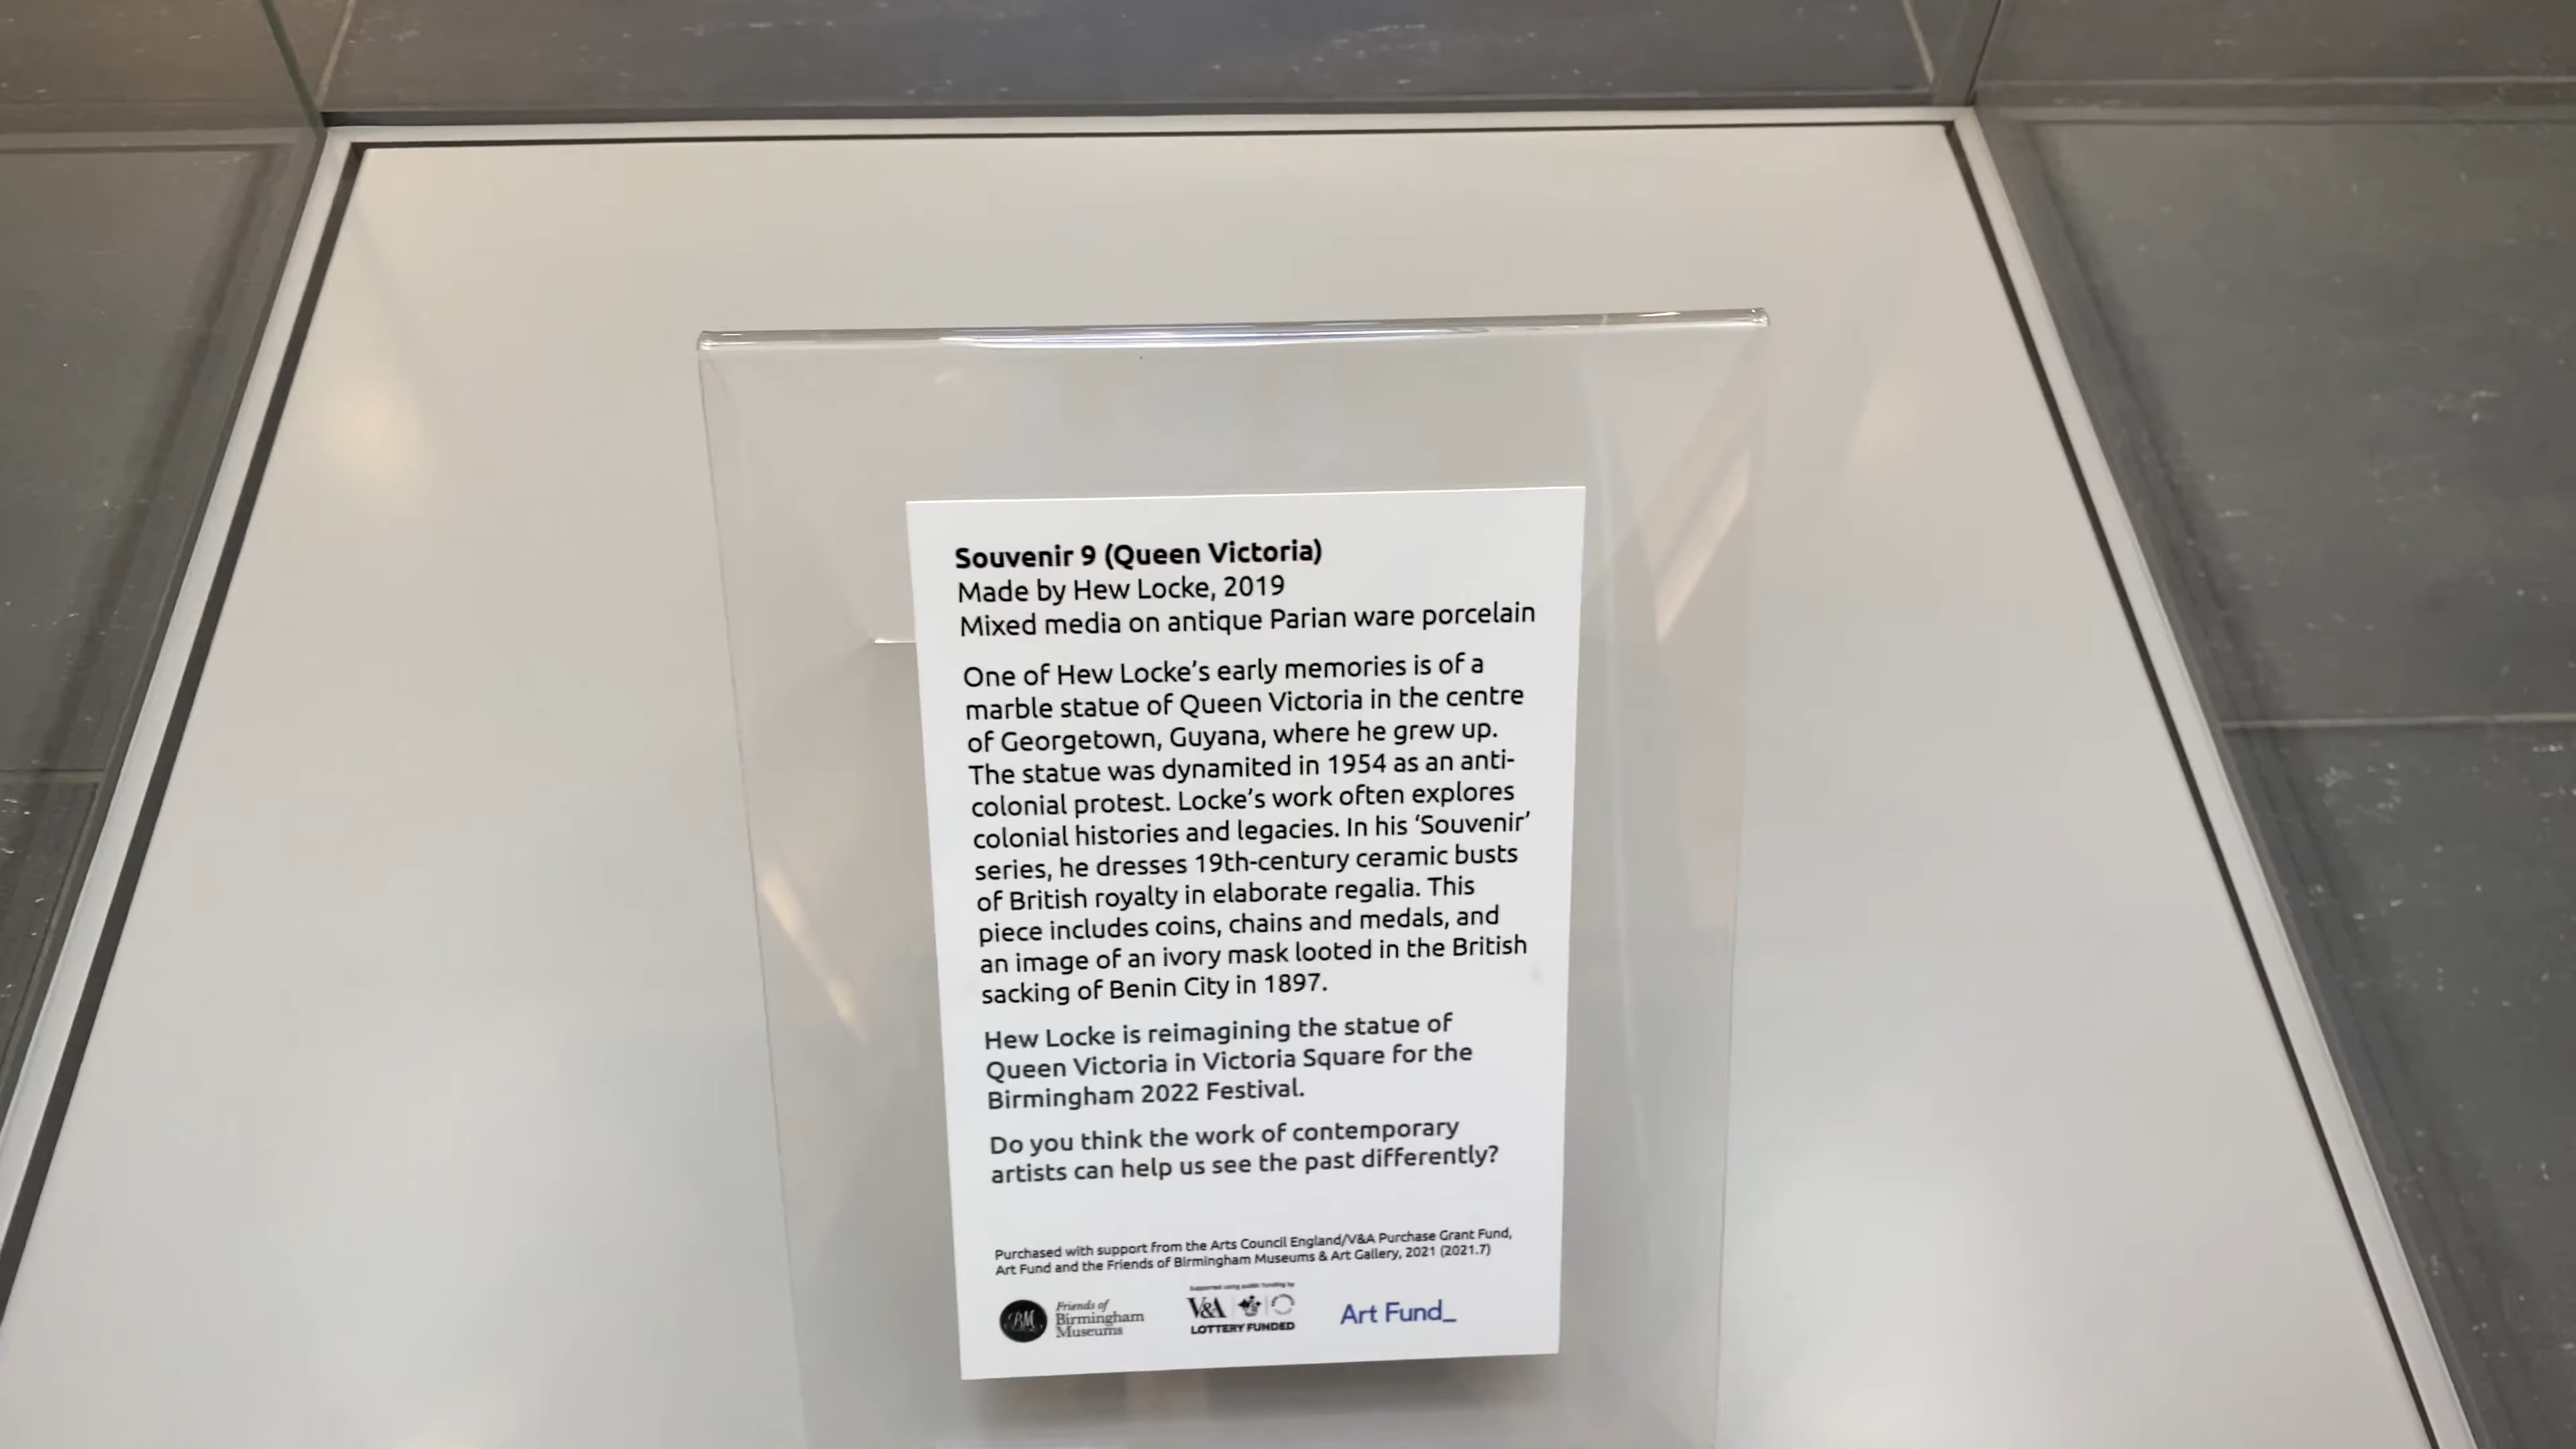 Souvenir 9 (Queen Victoria)
Made by Hew Locke, 2019
Mixed media on antique Parian ware porcelain
One of Hew Locke's early memories is of a
marble statue of Queen Victoria in the centre
of Georgetown, Guyana, where he grew up.
The statue was dynamited in 1954 as an anti-
colonial protest. Locke's work often explores
colonial histories and legacies. In his ‘Souvenir’
series, he dresses 19th-century ceramic busts
of British royalty in elaborate regalia. This
piece includes coins, chains and medals, and
an image of an ivory mask looted in the British
sacking of Benin City in 1897.
Hew Locke is reimagining the statue of
Queen Victoria in Victoria Square for the
Birmingham 2022 Festival.
Do you think the work of contemporary
artists can help us see the past differently?
Purchased with support from the Arts Council England/V&A Purchase Grant Fund,
Art Fund and the Friends of Birmingham Museums & Art Gallery, 2021 (2021.7)
BM
Friends of
Birmingham
Museums
Supported using public funding by
V&A
LOTTERY FUNDED
Art Fund_